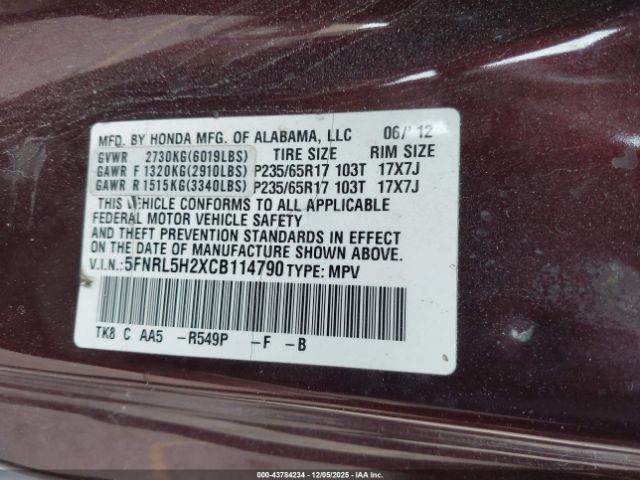 MFD. BY HONDA MFG. OF ALABAMA, LLC 06/12
GVWR 2730KG(6019LBS) TIRE SIZE RIM SIZE
GAWR F 1320KG(2910LBS) P235/65R17 103T 17X7J
GAWR R 1515KG(3340LBS) P235/65R17 103T 17X7J
THIS VEHICLE CONFORMS TO ALL APPLICABLE
FEDERAL MOTOR VEHICLE SAFETY
AND THEFT PREVENTION STANDARDS IN EFFECT
ON THE DATE OF MANUFACTURE SHOWN ABOVE.
V.I.N.: 5FNRL5H2XCB114790 TYPE: MPV
TK8 C AA5 -R549P -F -B
000-43784234 12/05/2025 - IAAI.COM